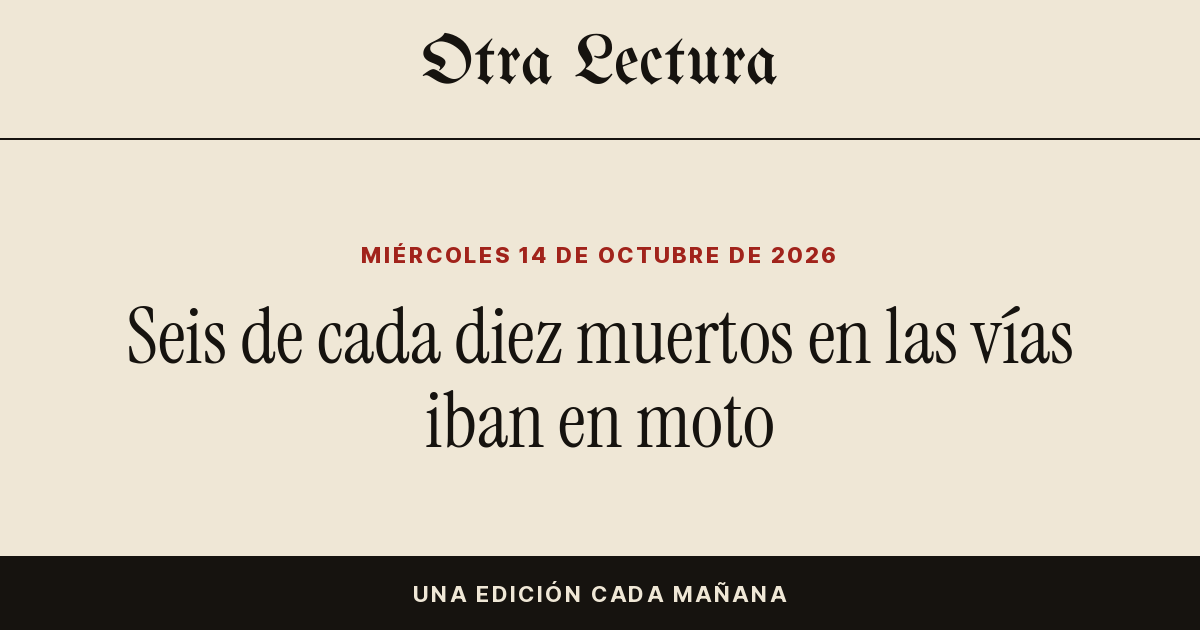 Otra Lectura
MIÉRCOLES 14 DE OCTUBRE DE 2026
Seis de cada diez muertos en las vías
iban en moto
UNA EDICIÓN CADA MAÑANA